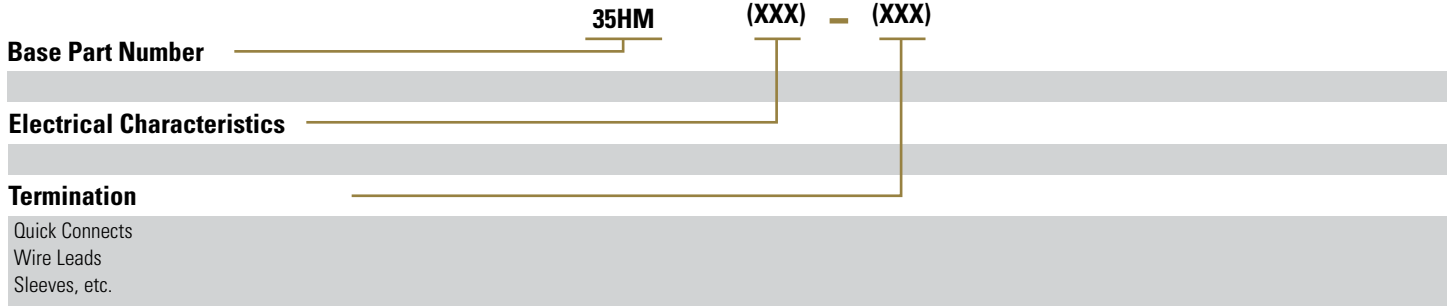 35HM (XXX) – (XXX)
Base Part Number
Electrical Characteristics
Termination
Quick Connects
Wire Leads
Sleeves, etc.